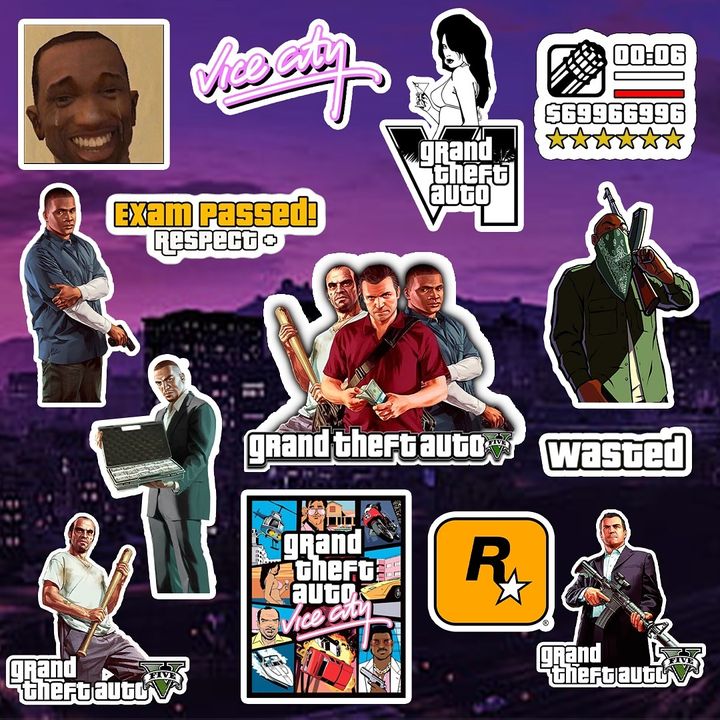 Vice City
00:06
$69966996
VI
grand
theft
auto
Exam Passed!
Respect +
grand theft auto V
FIVE
wasted
grand
theft
auto
Vice City
R
®
grand
theft auto V
FIVE
grand
theft auto V
FIVE